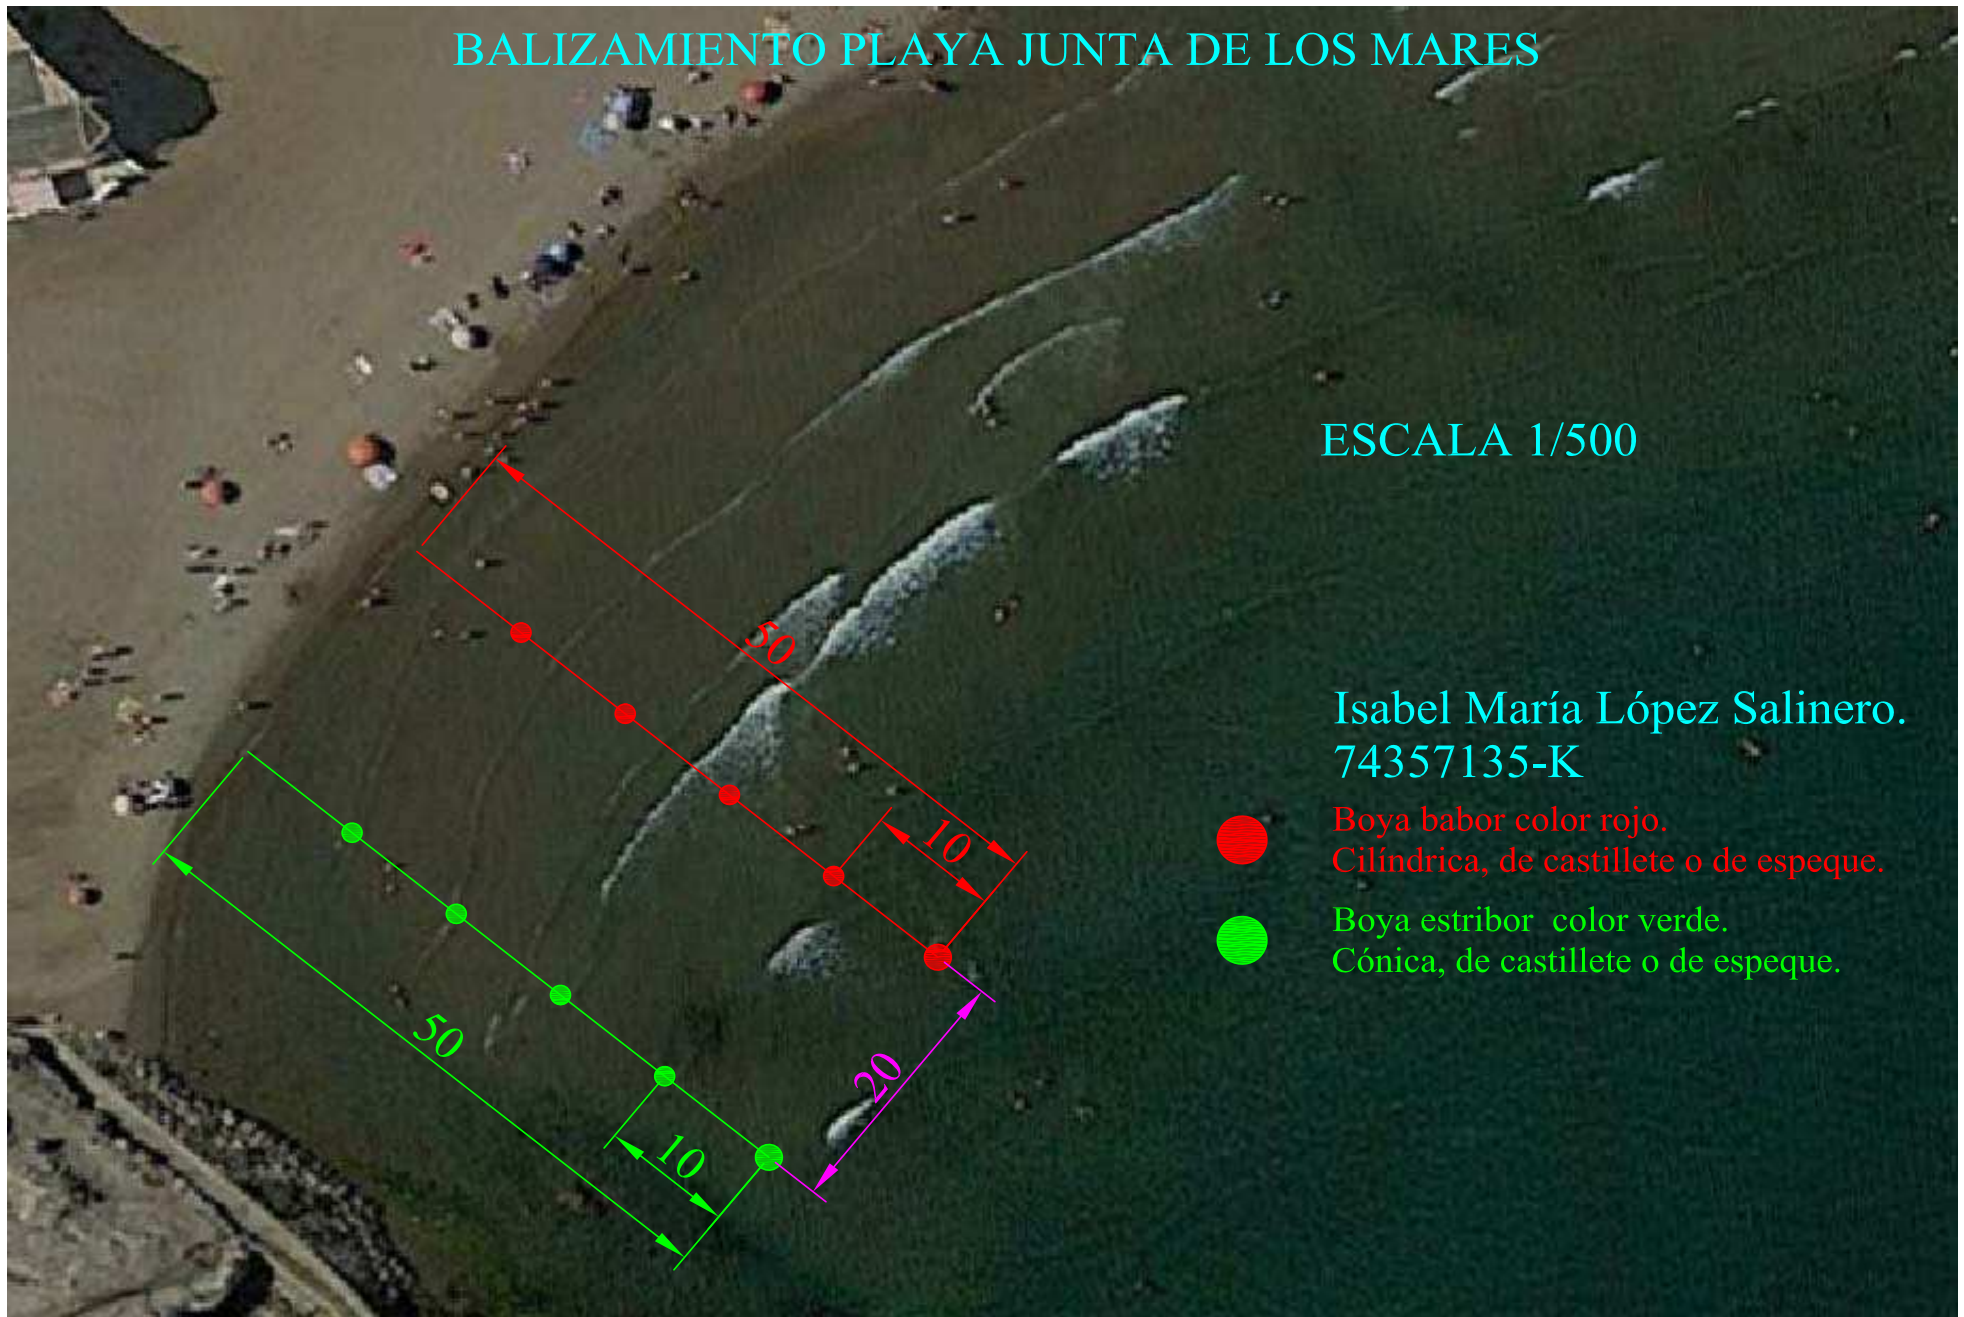 BALIZAMIENTO PLAYA JUNTA DE LOS MARES
ESCALA 1/500
50
10
Isabel María López Salinero.
74357135-K
Boya babor color rojo.
Cilíndrica, de castillete o de espeque.
Boya estribor color verde.
Cónica, de castillete o de espeque.
50
10
20